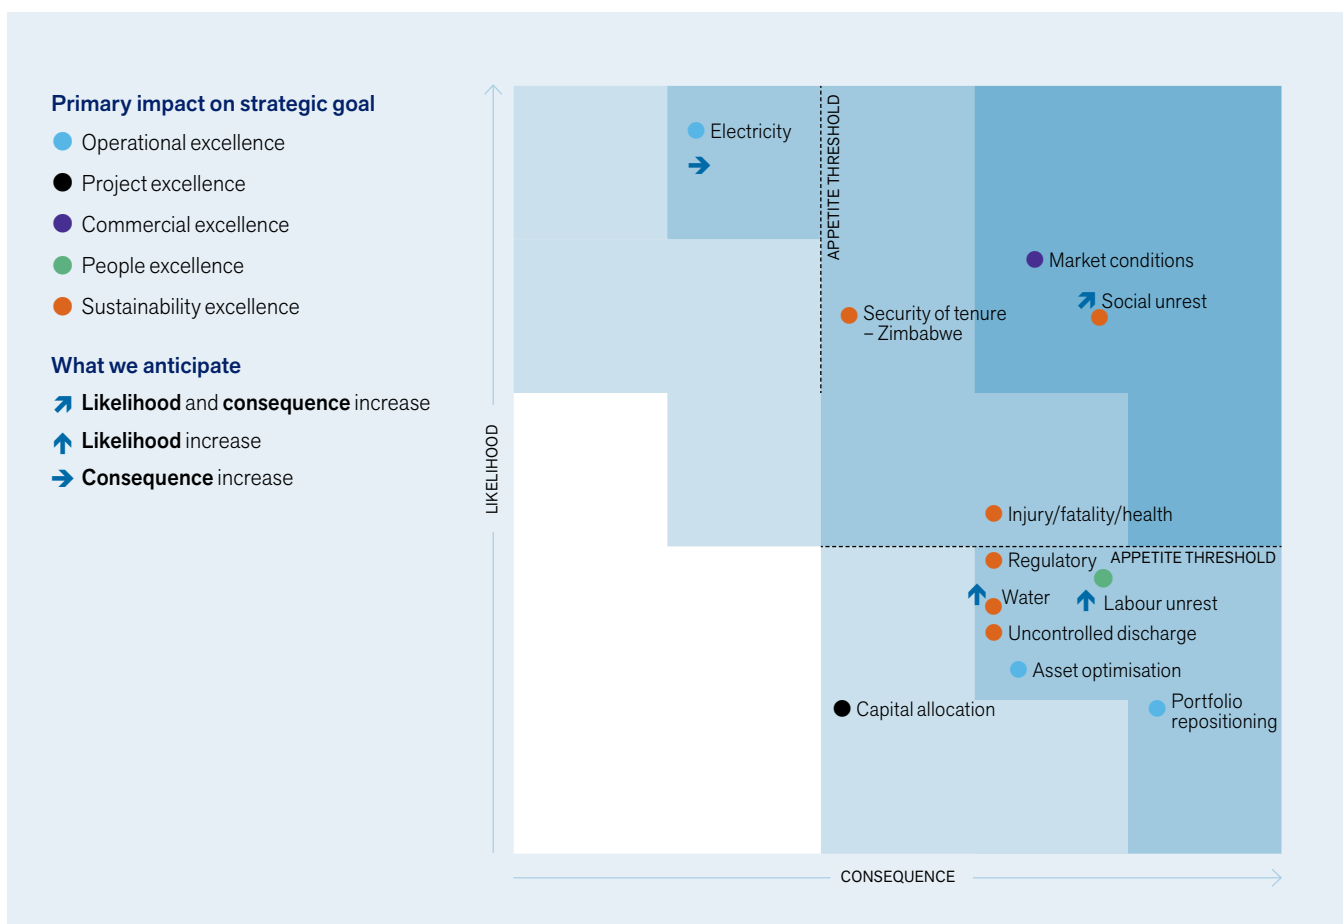 Primary impact on strategic goal
Operational excellence
Project excellence
Commercial excellence
People excellence
Sustainability excellence
What we anticipate
Likelihood and consequence increase
Likelihood increase
Consequence increase
LIKELIHOOD
Electricity
APPETITE THRESHOLD
Market conditions
Social unrest
Security of tenure
– Zimbabwe
Injury/fatality/health
Regulatory
APPETITE THRESHOLD
Water
Labour unrest
Uncontrolled discharge
Asset optimisation
Capital allocation
Portfolio
repositioning
CONSEQUENCE